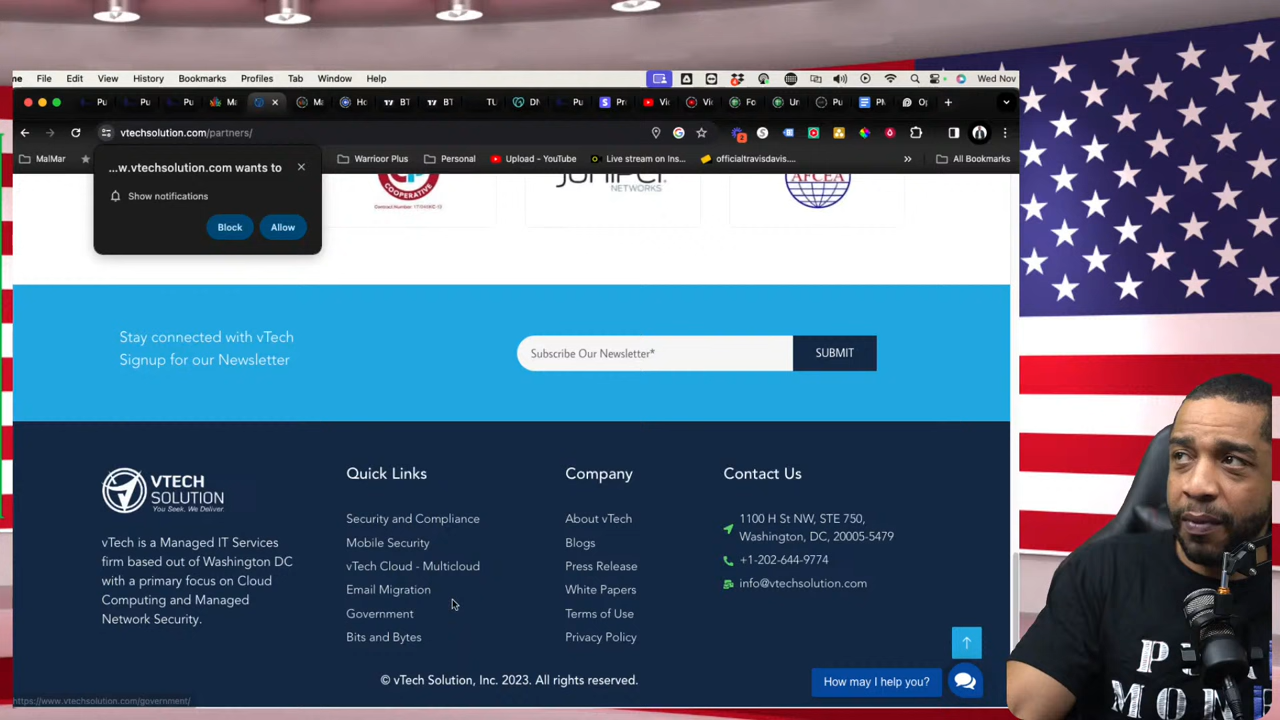 File Edit View History Bookmarks Profiles Tab Window Help
Wed Nov
vtechsolution.com/partners/
MalMar
Warrioor Plus
Personal
Upload - YouTube
Live stream on Ins...
officialtravisdavis....
All Bookmarks
...w.vtechsolution.com wants to
Show notifications
Block
Allow
COOPERATIVE
JUNIPER
NETWORKS
AFCEA
Stay connected with vTech
Signup for our Newsletter
Subscribe Our Newsletter*
SUBMIT
VTECH
SOLUTION
You Seek, We Deliver.
vTech is a Managed IT Services
firm based out of Washington DC
with a primary focus on Cloud
Computing and Managed
Network Security.
Quick Links
Security and Compliance
Mobile Security
vTech Cloud - Multicloud
Email Migration
Government
Bits and Bytes
Company
About vTech
Blogs
Press Release
White Papers
Terms of Use
Privacy Policy
Contact Us
1100 H St NW, STE 750,
Washington, DC, 20005-5479
+1-202-644-9774
info@vtechsolution.com
© vTech Solution, Inc. 2023. All rights reserved.
How may I help you?
https://www.vtechsolution.com/government/